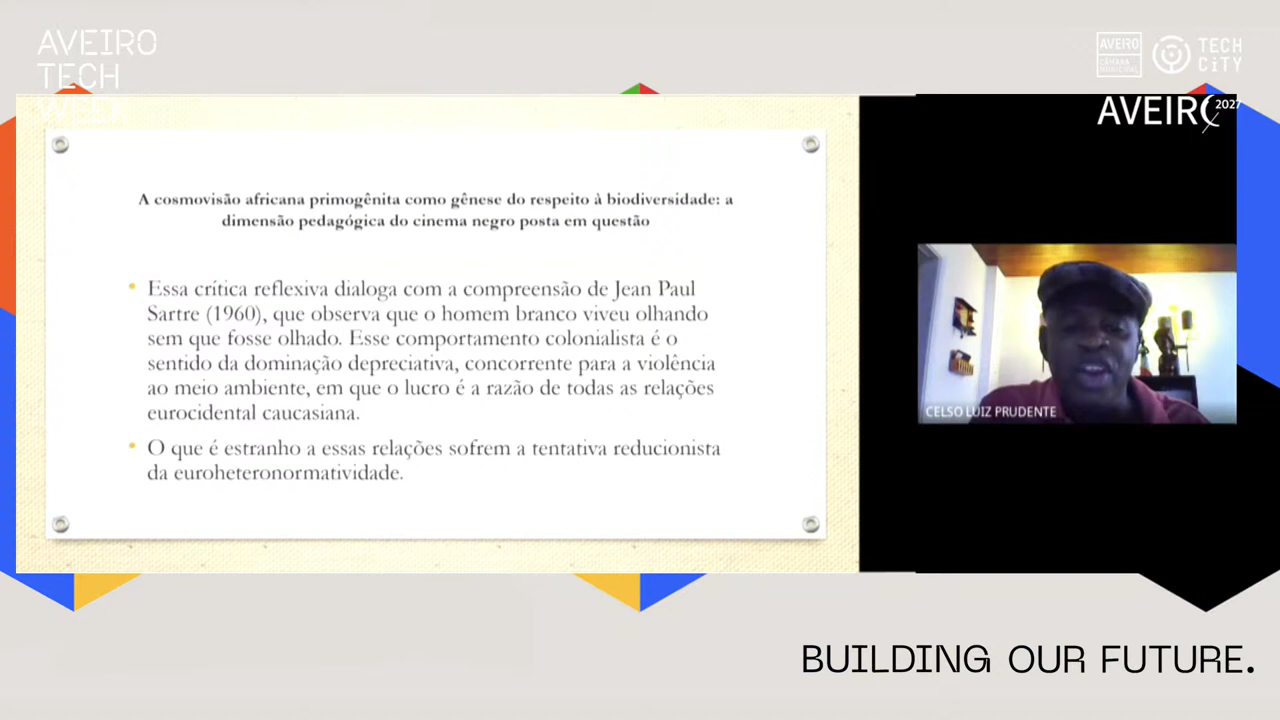 AVEIRO
TECH
WEEK
AVEIRO
CÂMARA
MUNICIPAL
TECH
CiTY
AVEIRO 2027
A cosmovisão africana primogênita como gênese do respeito à biodiversidade: a
dimensão pedagógica do cinema negro posta em questão
• Essa crítica reflexiva dialoga com a compreensão de Jean Paul
Sartre (1960), que observa que o homem branco viveu olhando
sem que fosse olhado. Esse comportamento colonialista é o
sentido da dominação depreciativa, concorrente para a violência
ao meio ambiente, em que o lucro é a razão de todas as relações
eurocidental caucasiana.
• O que é estranho a essas relações sofrem a tentativa reducionista
da euroheteronormatividade.
CELSO LUIZ PRUDENTE
BUILDING OUR FUTURE.